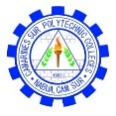 CAMARINES SUR POLYTECHNIC COLLEGES
NABUA, CAM. SUR